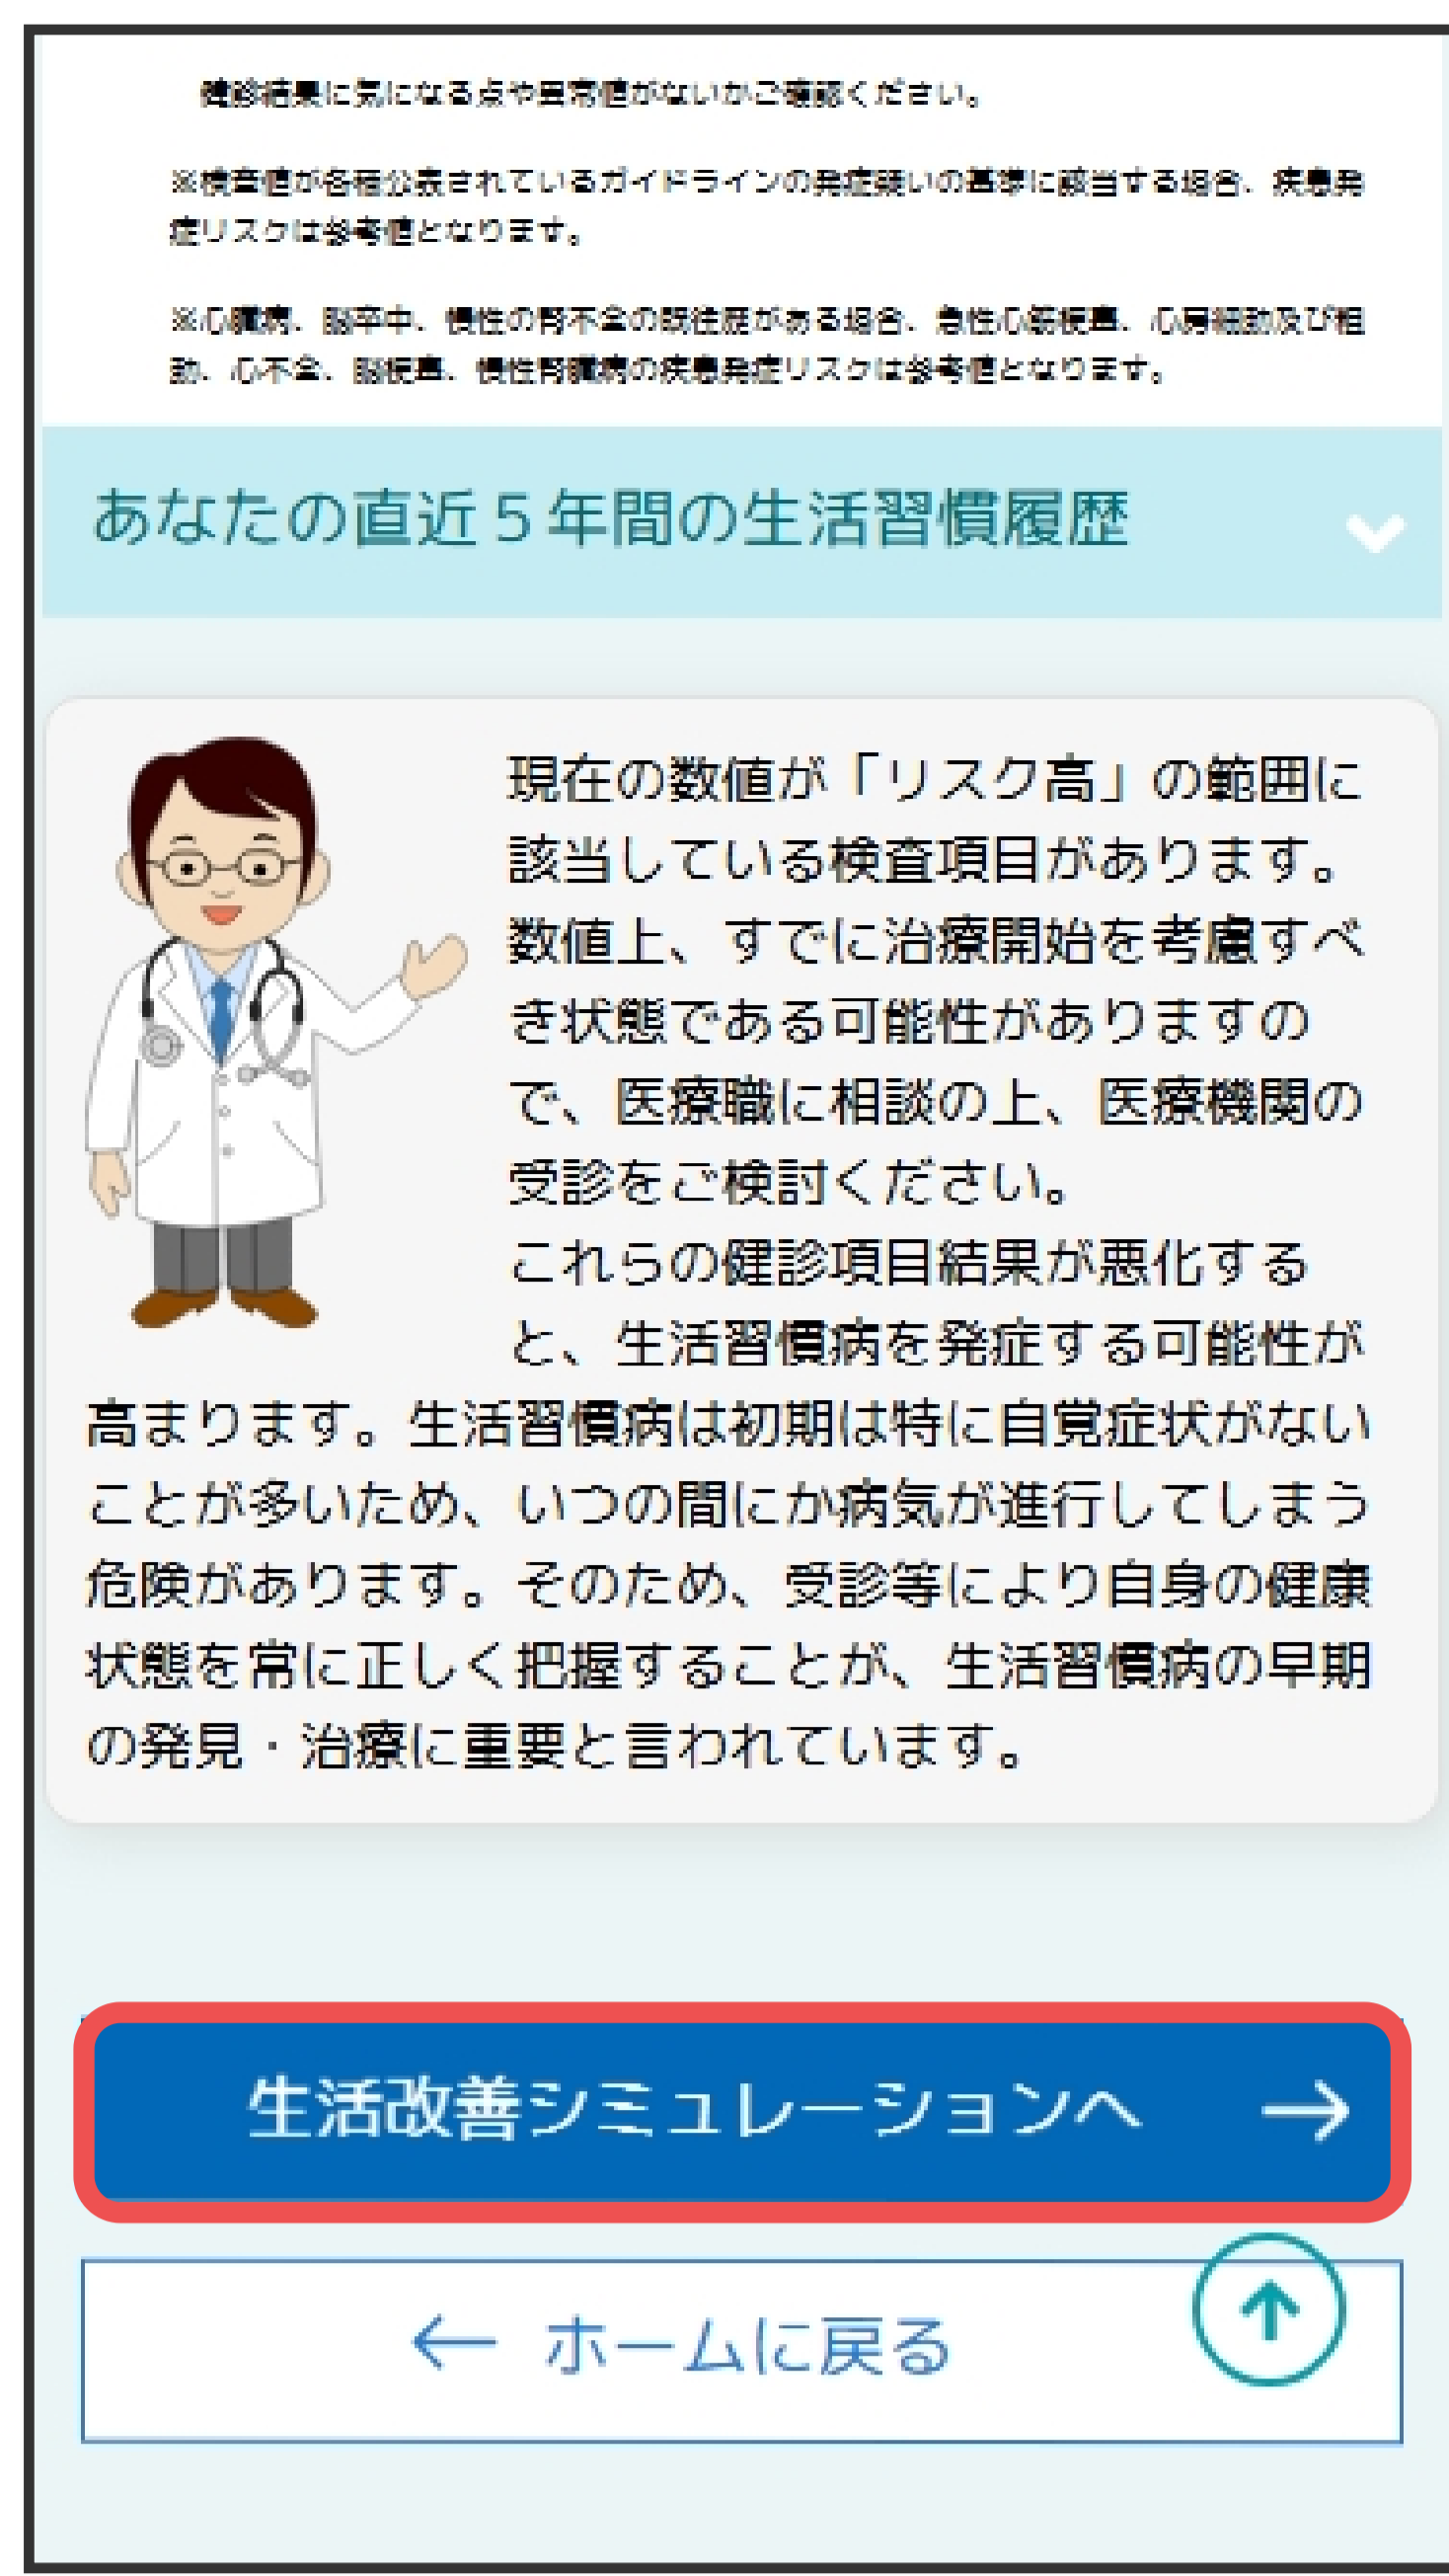 健診結果に気になる点や異常値がないかご確認ください。
※検査値が各種公表されているガイドラインの発症疑いの基準に該当する場合、疾患発
症リスクは参考値となります。
※心臓病、脳卒中、慢性の腎不全の既往歴がある場合、急性心筋梗塞、心房細動及び粗
動、心不全、脳梗塞、慢性腎臓病の疾患発症リスクは参考値となります。
あなたの直近５年間の生活習慣履歴
現在の数値が「リスク高」の範囲に
該当している検査項目があります。
数値上、すでに治療開始を考慮すべ
き状態である可能性がありますの
で、医療職に相談の上、医療機関の
受診をご検討ください。
これらの健診項目結果が悪化する
と、生活習慣病を発症する可能性が
高まります。生活習慣病は初期は特に自覚症状がない
ことが多いため、いつの間にか病気が進行してしまう
危険があります。そのため、受診等により自身の健康
状態を常に正しく把握することが、生活習慣病の早期
の発見・治療に重要と言われています。
生活改善シミュレーションへ →
← ホームに戻る